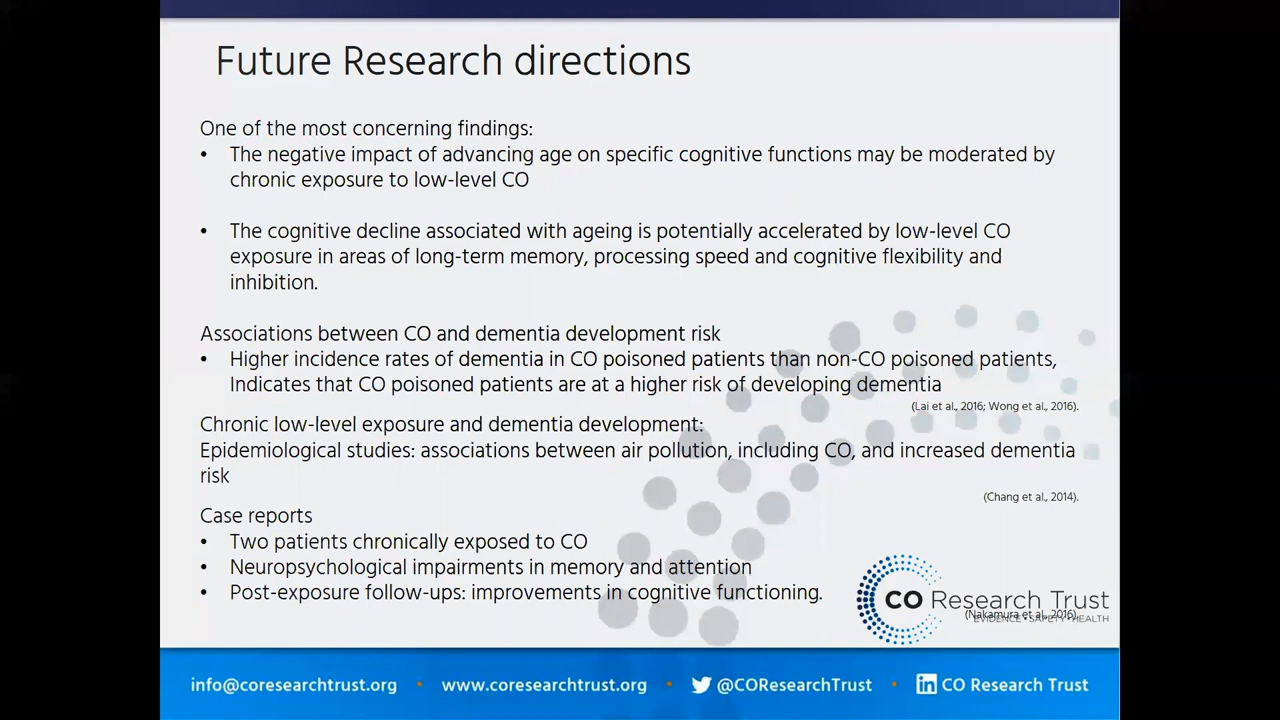 Future Research directions
One of the most concerning findings:
• The negative impact of advancing age on specific cognitive functions may be moderated by
chronic exposure to low-level CO
• The cognitive decline associated with ageing is potentially accelerated by low-level CO
exposure in areas of long-term memory, processing speed and cognitive flexibility and
inhibition.
Associations between CO and dementia development risk
• Higher incidence rates of dementia in CO poisoned patients than non-CO poisoned patients,
Indicates that CO poisoned patients are at a higher risk of developing dementia
(Lai et al., 2016; Wong et al., 2016).
Chronic low-level exposure and dementia development:
Epidemiological studies: associations between air pollution, including CO, and increased dementia
risk
(Chang et al., 2014).
Case reports
• Two patients chronically exposed to CO
• Neuropsychological impairments in memory and attention
• Post-exposure follow-ups: improvements in cognitive functioning.
CO Research Trust
(Nakamura et al., 2016).
EVIDENCE • SAFETY • HEALTH
info@coresearchtrust.org • www.coresearchtrust.org • @COResearchTrust • in CO Research Trust